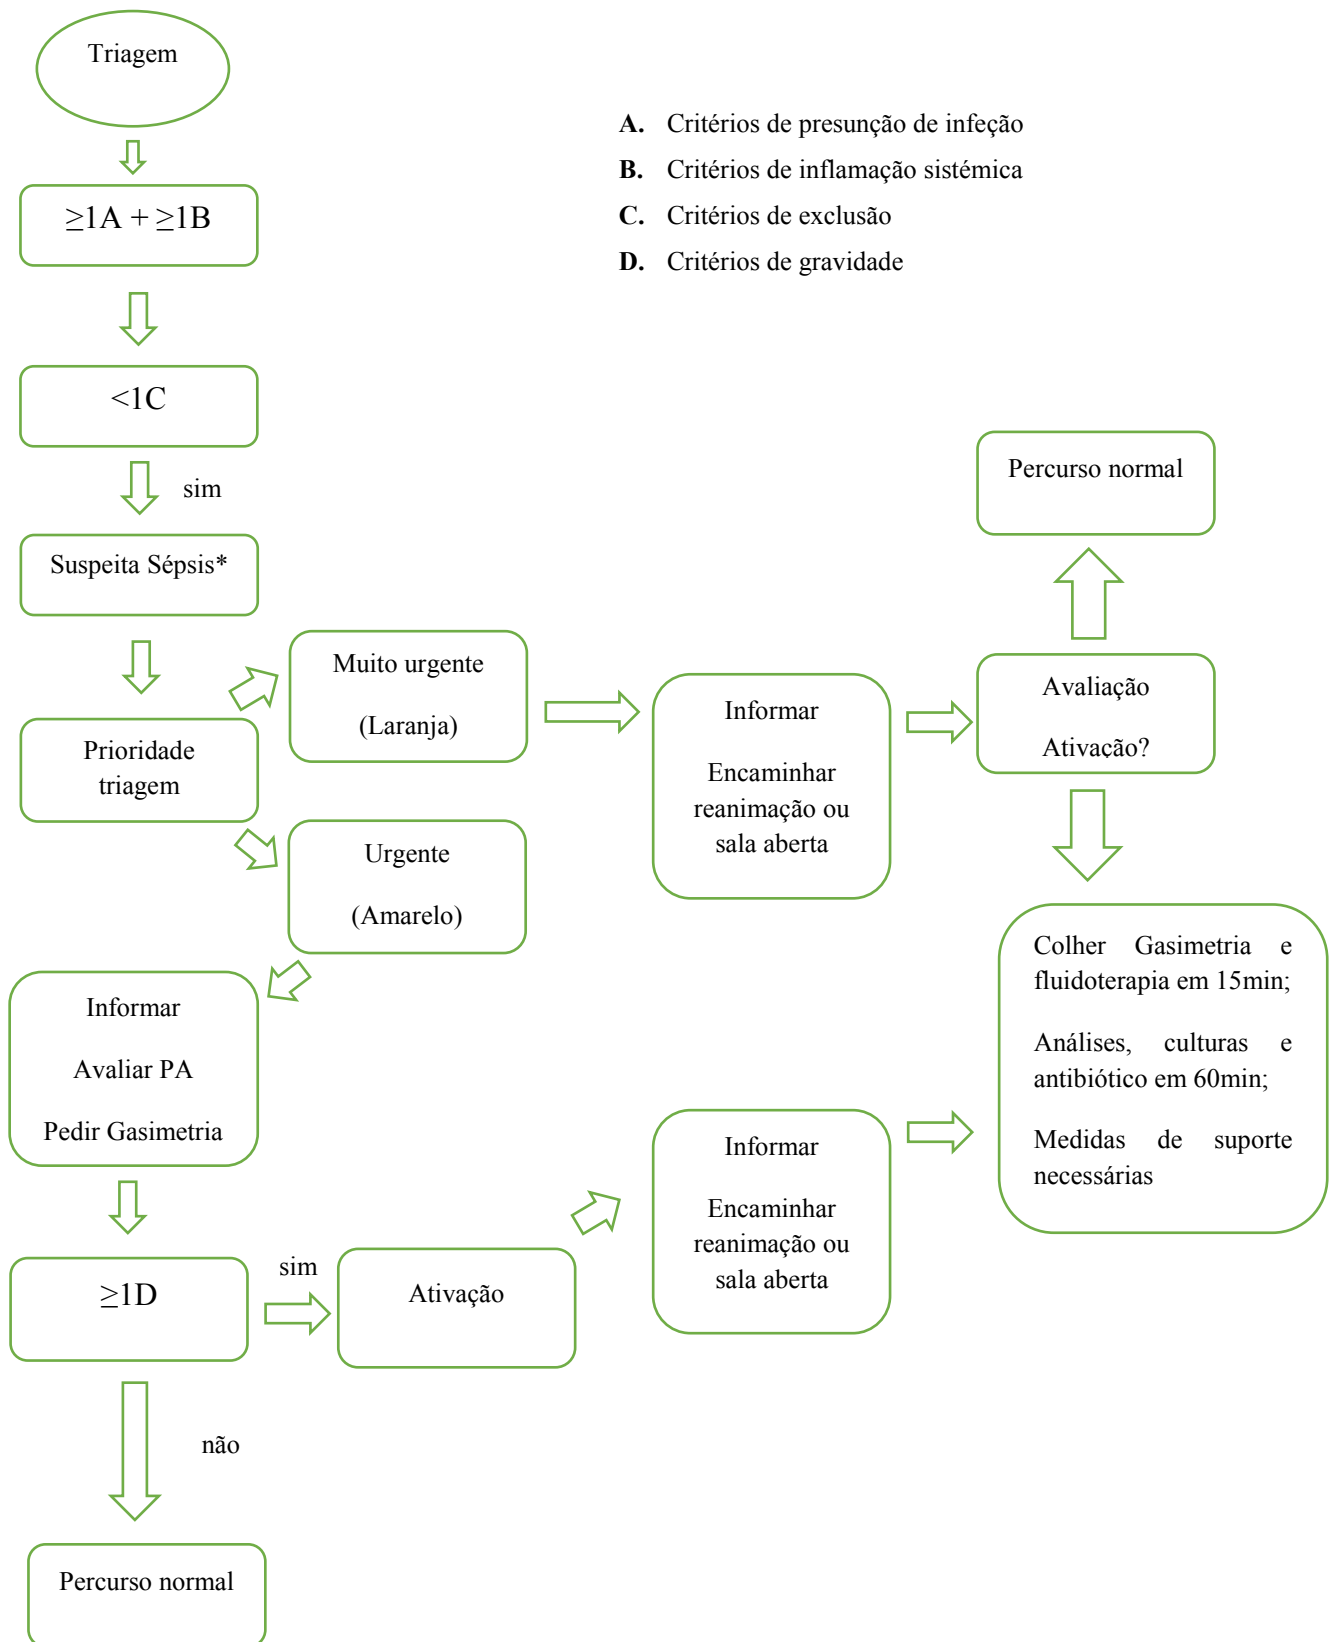 Triagem
A. Critérios de presunção de infeção
B. Critérios de inflamação sistémica
C. Critérios de exclusão
D. Critérios de gravidade
≥1A + ≥1B
<1C
sim
Suspeita Sépsis*
Prioridade
triagem
Muito urgente
(Laranja)
Informar
Encaminhar
reanimação ou
sala aberta
Avaliação
Ativação?
Percurso normal
Urgente
(Amarelo)
Informar
Avaliar PA
Pedir Gasimetria
≥1D
sim
Ativação
Informar
Encaminhar
reanimação ou
sala aberta
Colher Gasimetria e
fluidoterapia em 15min;
Análises, culturas e
antibiótico em 60min;
Medidas de suporte
necessárias
não
Percurso normal